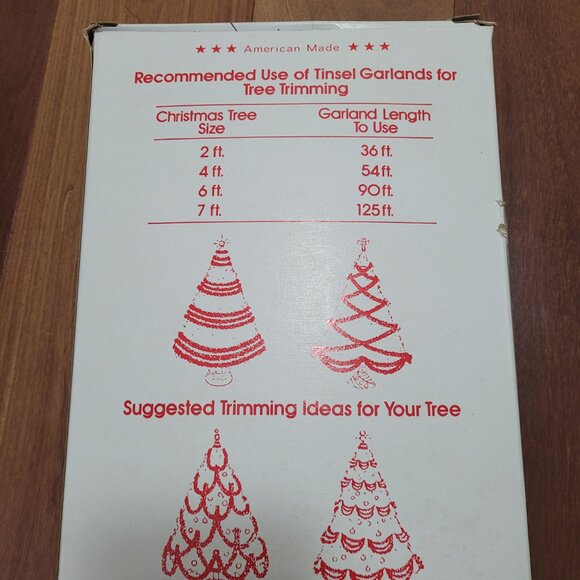 ★ ★ ★ American Made ★ ★ ★
Recommended Use of Tinsel Garlands for
Tree Trimming
Christmas Tree Garland Length
Size To Use
2 ft. 36 ft.
4 ft. 54 ft.
6 ft. 90 ft.
7 ft. 125 ft.
Suggested Trimming Ideas for Your Tree